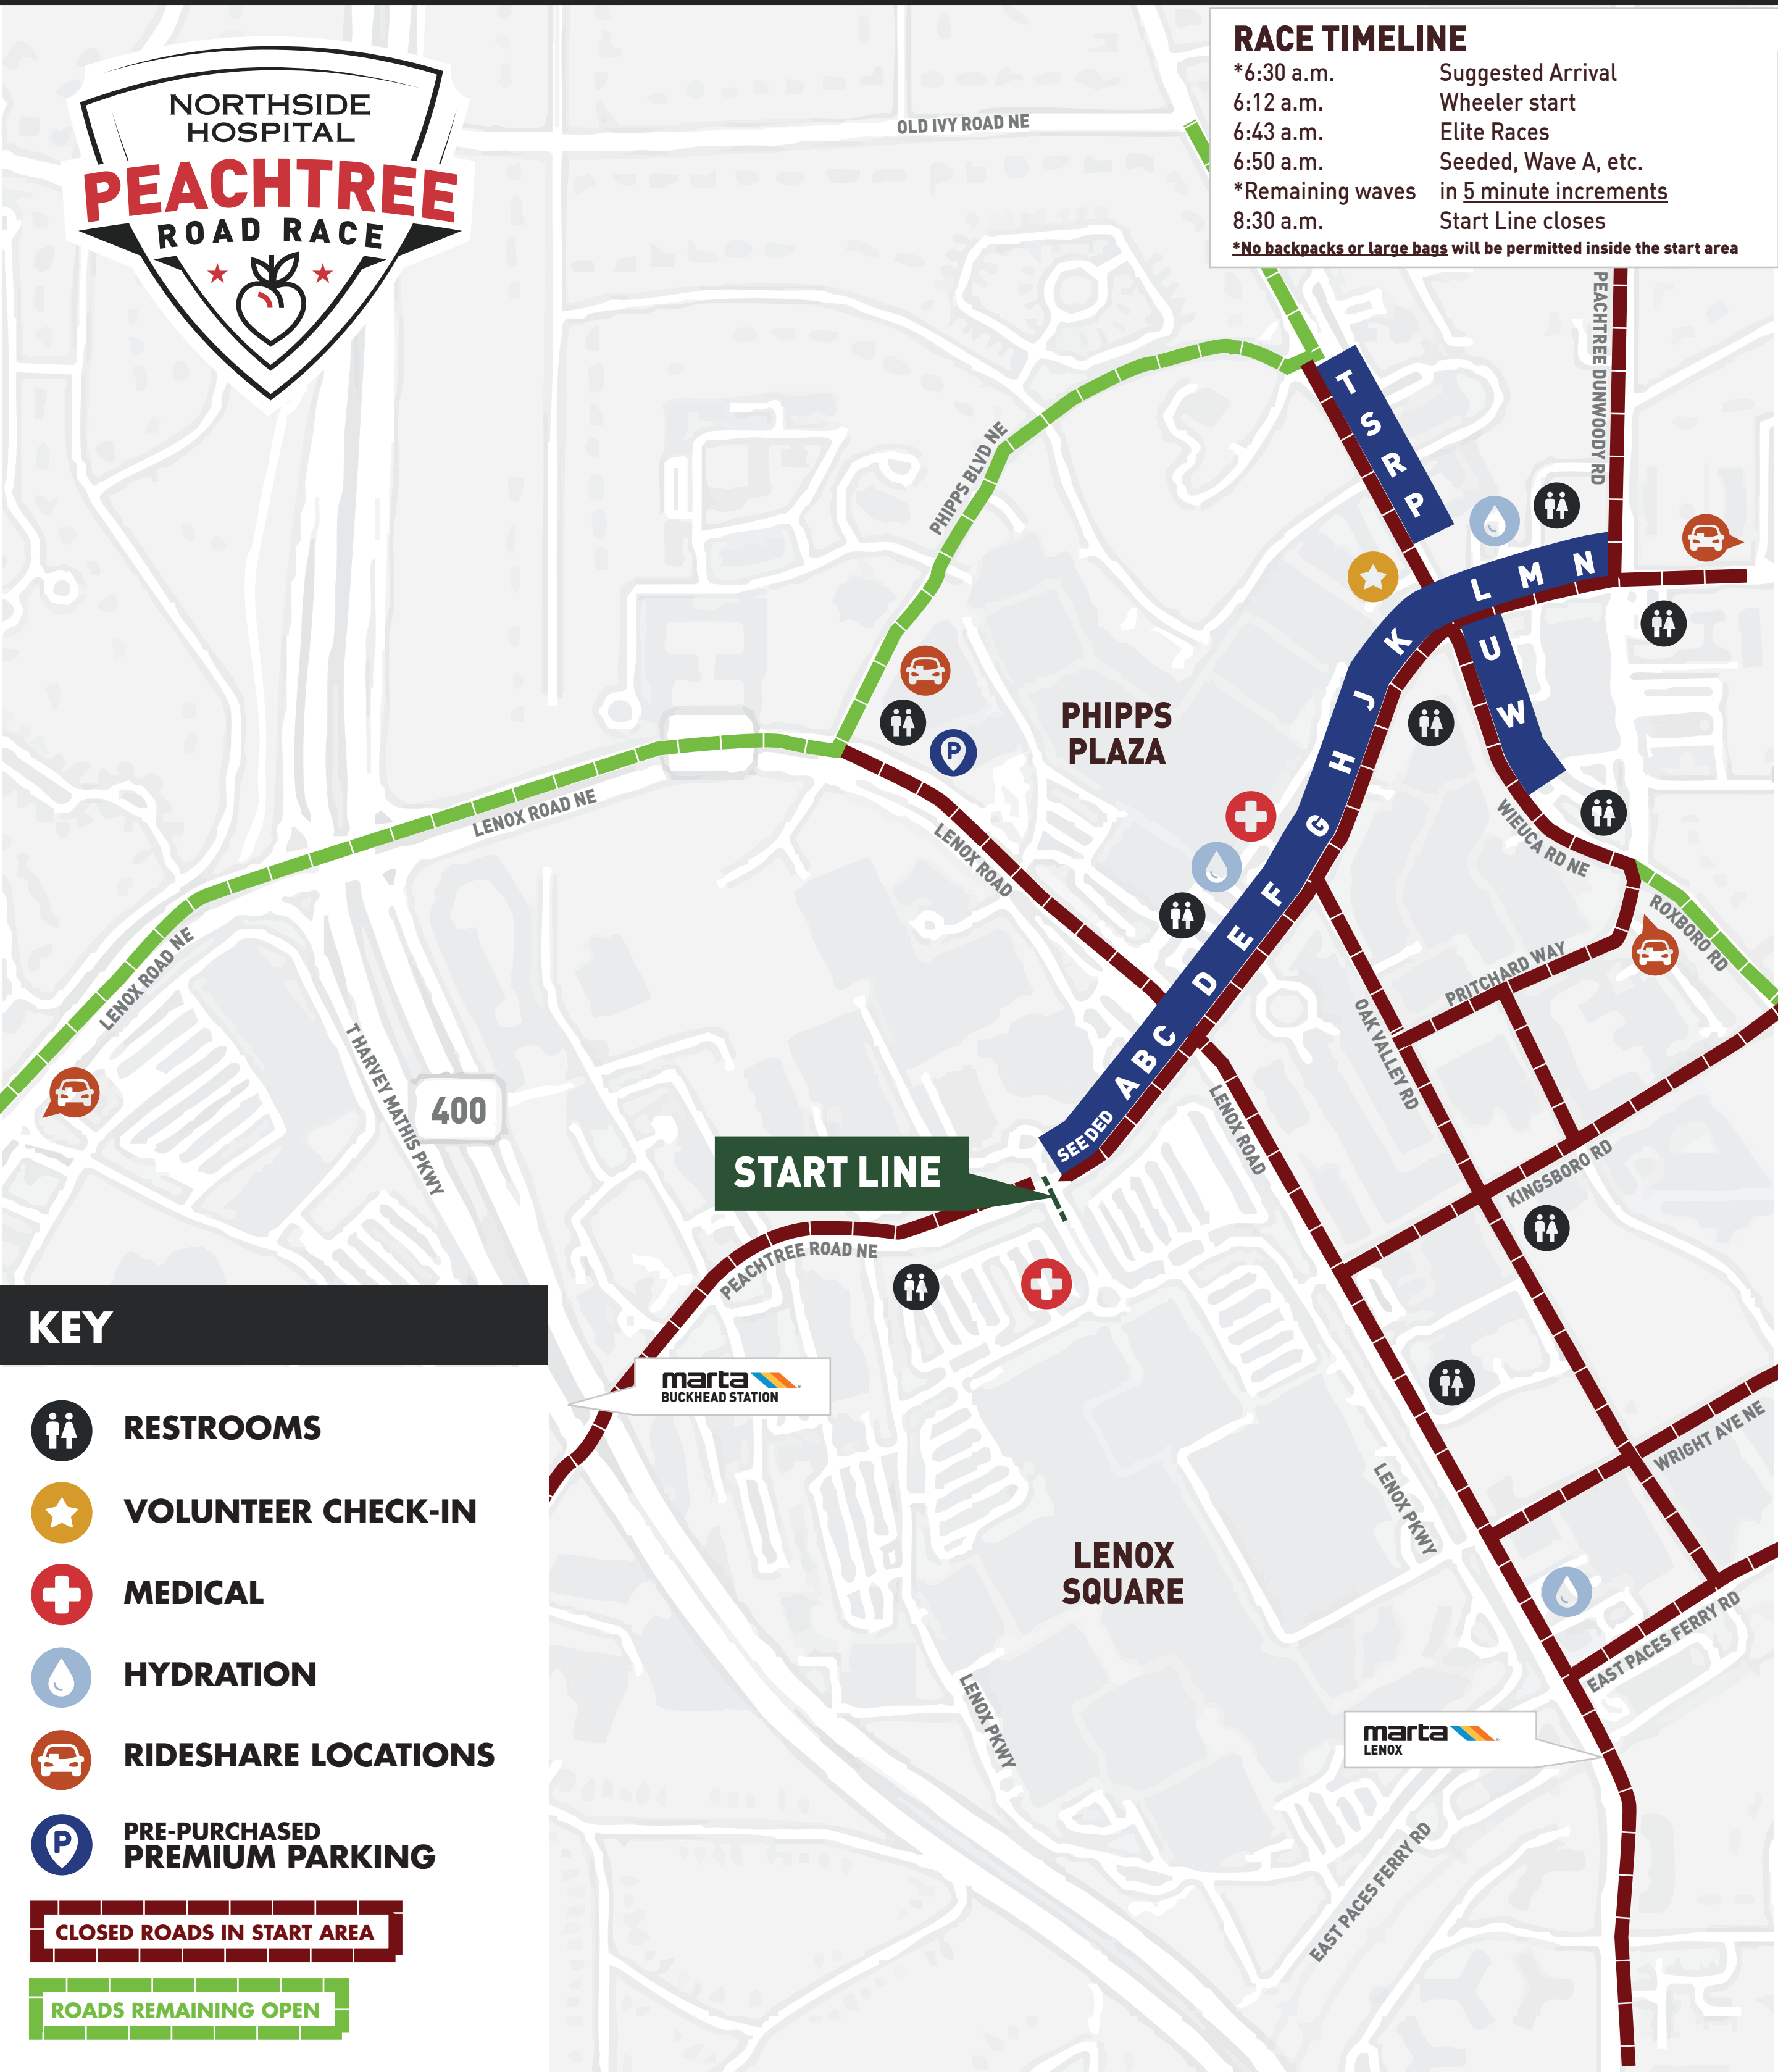 NORTHSIDE
HOSPITAL
PEACHTREE
ROAD RACE
RACE TIMELINE
*6:30 a.m. Suggested Arrival
6:12 a.m. Wheeler start
6:43 a.m. Elite Races
6:50 a.m. Seeded, Wave A, etc.
*Remaining waves in 5 minute increments
8:30 a.m. Start Line closes
*No backpacks or large bags will be permitted inside the start area
OLD IVY ROAD NE
PEACHTREE DUNWOODY RD
PHIPPS BLVD NE
T
S
R
P
L M N
K
U
W
J
H
G
F
E
D
C
B
A
SEEDED
PHIPPS
PLAZA
LENOX ROAD NE
LENOX ROAD
WIEUCA RD NE
ROXBORO RD
PRITCHARD WAY
LENOX ROAD NE
OAK VALLEY RD
T HARVEY MATHIS PKWY
400
LENOX ROAD
KINGSBORO RD
START LINE
PEACHTREE ROAD NE
P
marta
BUCKHEAD STATION
WRIGHT AVE NE
LENOX PKWY
LENOX
SQUARE
EAST PACES FERRY RD
LENOX PKWY
marta
LENOX
EAST PACES FERRY RD
KEY
RESTROOMS
VOLUNTEER CHECK-IN
MEDICAL
HYDRATION
RIDESHARE LOCATIONS
P
PRE-PURCHASED
PREMIUM PARKING
CLOSED ROADS IN START AREA
ROADS REMAINING OPEN